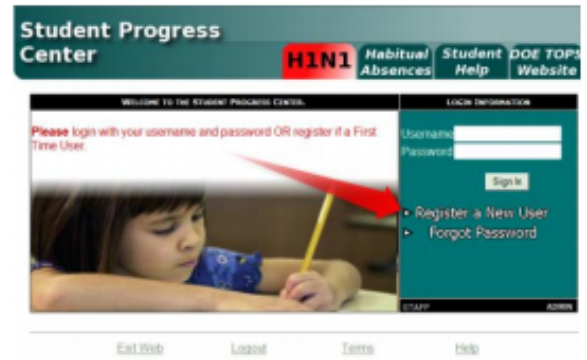 Student Progress
Center
H1N1
Habitual
Absences
Student
Help
DOE TOPS
Website
WELCOME TO THE STUDENT PROGRESS CENTER.
LOGIN INFORMATION
Please login with your username and password OR register if a First
Time User.
Username
Password
Sign In
Register a New User
Forgot Password
STAFF
ADMIN
Exit Web
Logout
Terms
Help